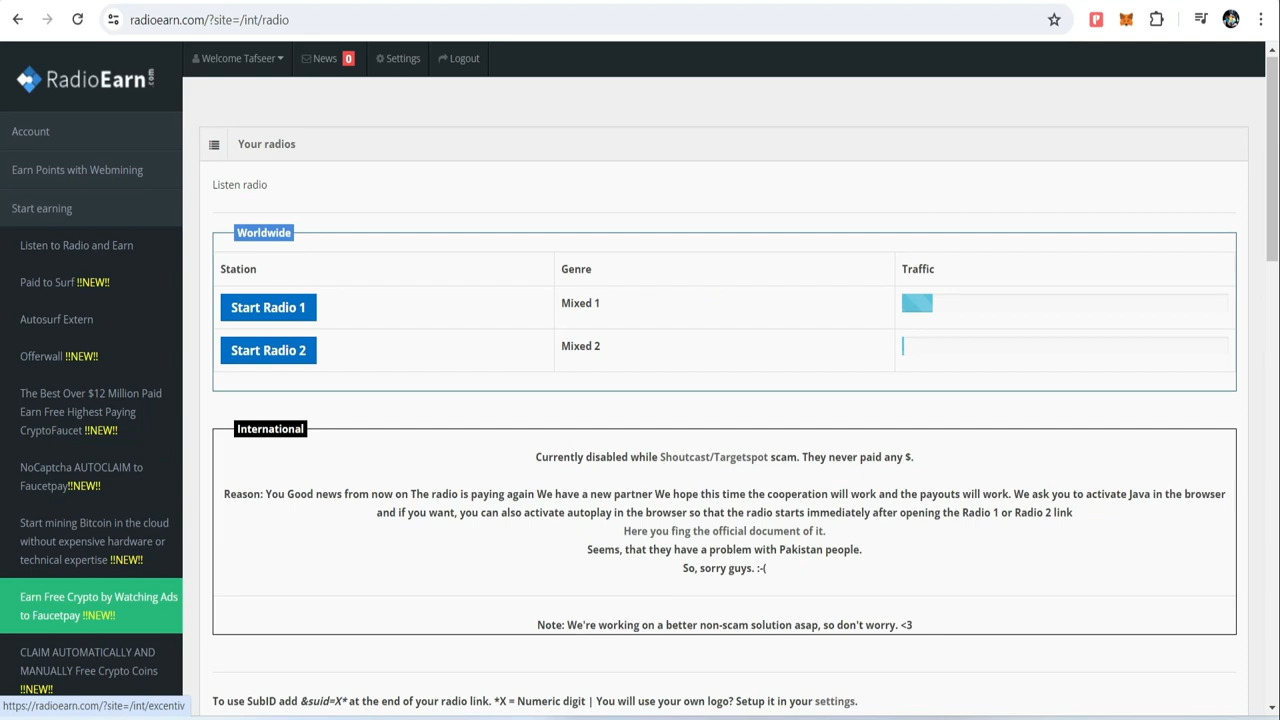 radioearn.com/?site=/int/radio
RadioEarn.com
Welcome Tafseer
News 0
Settings
Logout
Account
Earn Points with Webmining
Start earning
Listen to Radio and Earn
Paid to Surf !!NEW!!
Autosurf Extern
Offerwall !!NEW!!
The Best Over $12 Million Paid
Earn Free Highest Paying
CryptoFaucet !!NEW!!
NoCaptcha AUTOCLAIM to
Faucetpay!!NEW!!
Start mining Bitcoin in the cloud
without expensive hardware or
technical expertise !!NEW!!
Earn Free Crypto by Watching Ads
to Faucetpay !!NEW!!
CLAIM AUTOMATICALLY AND
MANUALLY Free Crypto Coins
!!NEW!!
https://radioearn.com/?site=/int/excentiv
Your radios
Listen radio
Worldwide
Station Genre Traffic
Start Radio 1 Mixed 1
Start Radio 2 Mixed 2
International
Currently disabled while Shoutcast/Targetspot scam. They never paid any $.
Reason: You Good news from now on The radio is paying again We have a new partner We hope this time the cooperation will work and the payouts will work. We ask you to activate Java in the browser
and if you want, you can also activate autoplay in the browser so that the radio starts immediately after opening the Radio 1 or Radio 2 link
Here you fing the official document of it.
Seems, that they have a problem with Pakistan people.
So, sorry guys. :-(
Note: We're working on a better non-scam solution asap, so don't worry. <3
To use SubID add &suid=X* at the end of your radio link. *X = Numeric digit | You will use your own logo? Setup it in your settings.